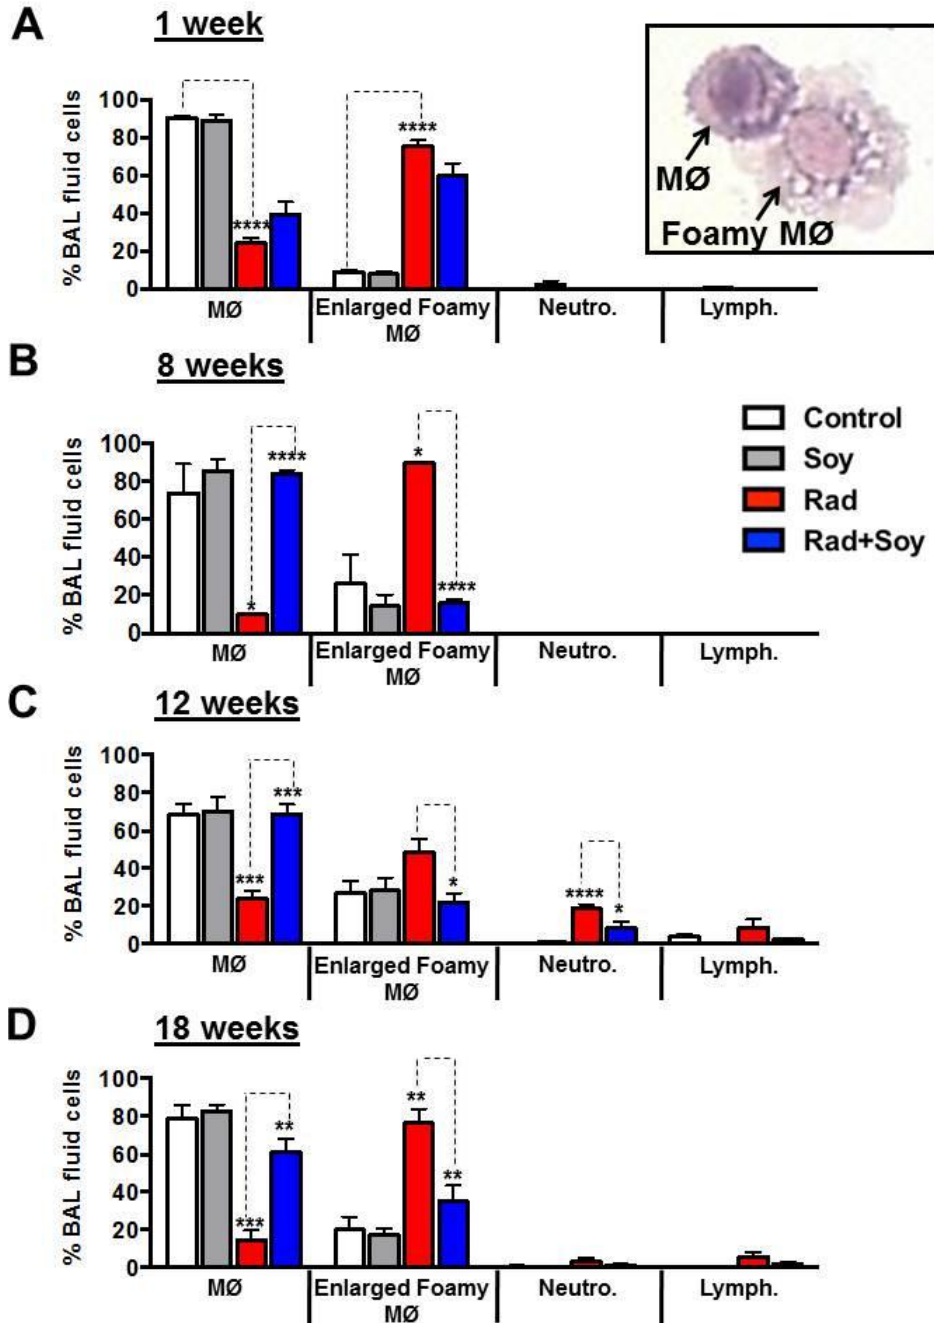 A 1 week
100
80
60
40
20
0
% BAL fluid cells
****
****
MØ
Enlarged Foamy
MØ
Neutro.
Lymph.
MØ
Foamy MØ
B 8 weeks
100
80
60
40
20
0
% BAL fluid cells
*
****
*
****
MØ
Enlarged Foamy
MØ
Neutro.
Lymph.
Control
Soy
Rad
Rad+Soy
C 12 weeks
100
80
60
40
20
0
% BAL fluid cells
***
***
*
****
*
MØ
Enlarged Foamy
MØ
Neutro.
Lymph.
D 18 weeks
100
80
60
40
20
0
% BAL fluid cells
***
**
**
**
MØ
Enlarged Foamy
MØ
Neutro.
Lymph.